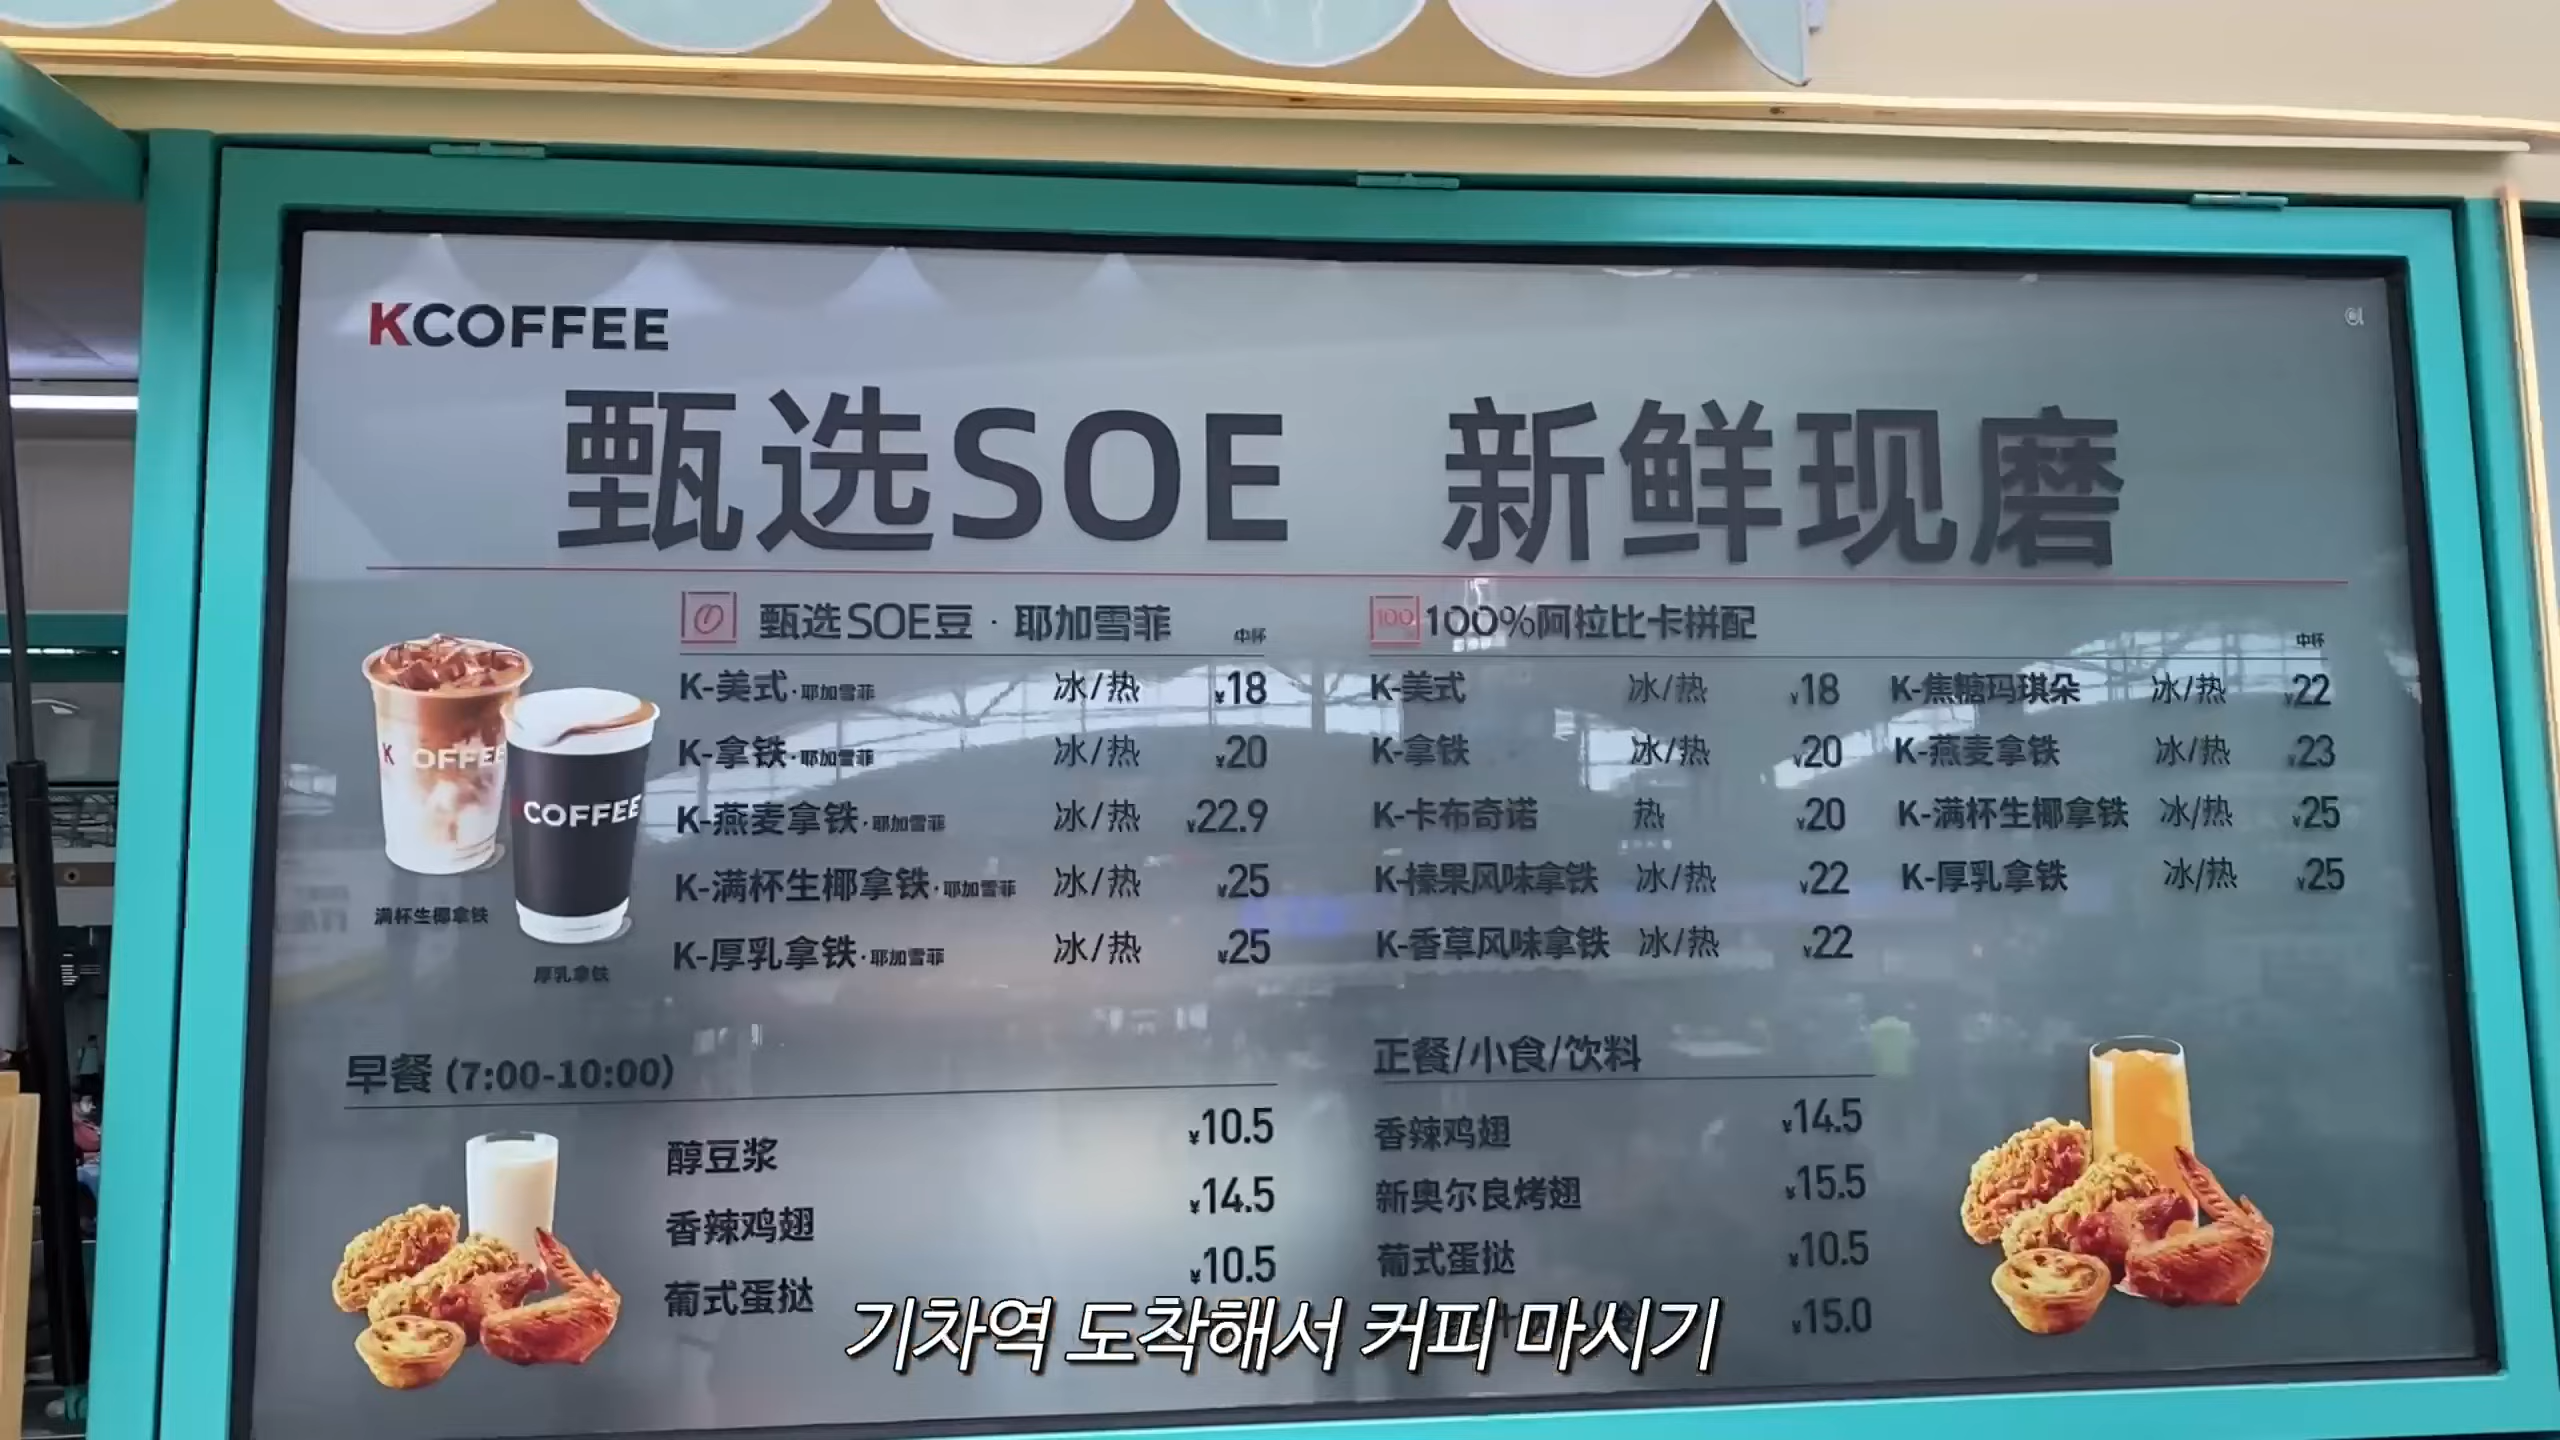 KCOFFEE
甄选SOE 新鲜现磨
甄选SOE豆·耶加雪菲 中杯
K-美式·耶加雪菲 冰/热 ¥18
K-拿铁·耶加雪菲 冰/热 ¥20
K-燕麦拿铁·耶加雪菲 冰/热 ¥22.9
K-满杯生椰拿铁·耶加雪菲 冰/热 ¥25
K-厚乳拿铁·耶加雪菲 冰/热 ¥25
100 100%阿拉比卡拼配 中杯
K-美式 冰/热 ¥18 K-焦糖玛琪朵 冰/热 ¥22
K-拿铁 冰/热 ¥20 K-燕麦拿铁 冰/热 ¥23
K-卡布奇诺 热 ¥20 K-满杯生椰拿铁 冰/热 ¥25
K-榛果风味拿铁 冰/热 ¥22 K-厚乳拿铁 冰/热 ¥25
K-香草风味拿铁 冰/热 ¥22
K OFFEE
COFFEE
满杯生椰拿铁
厚乳拿铁
早餐 (7:00-10:00)
醇豆浆 ¥10.5
香辣鸡翅 ¥14.5
葡式蛋挞 ¥10.5
正餐/小食/饮料
香辣鸡翅 ¥14.5
新奥尔良烤翅 ¥15.5
葡式蛋挞 ¥10.5
¥15.0
기차역 도착해서 커피 마시기